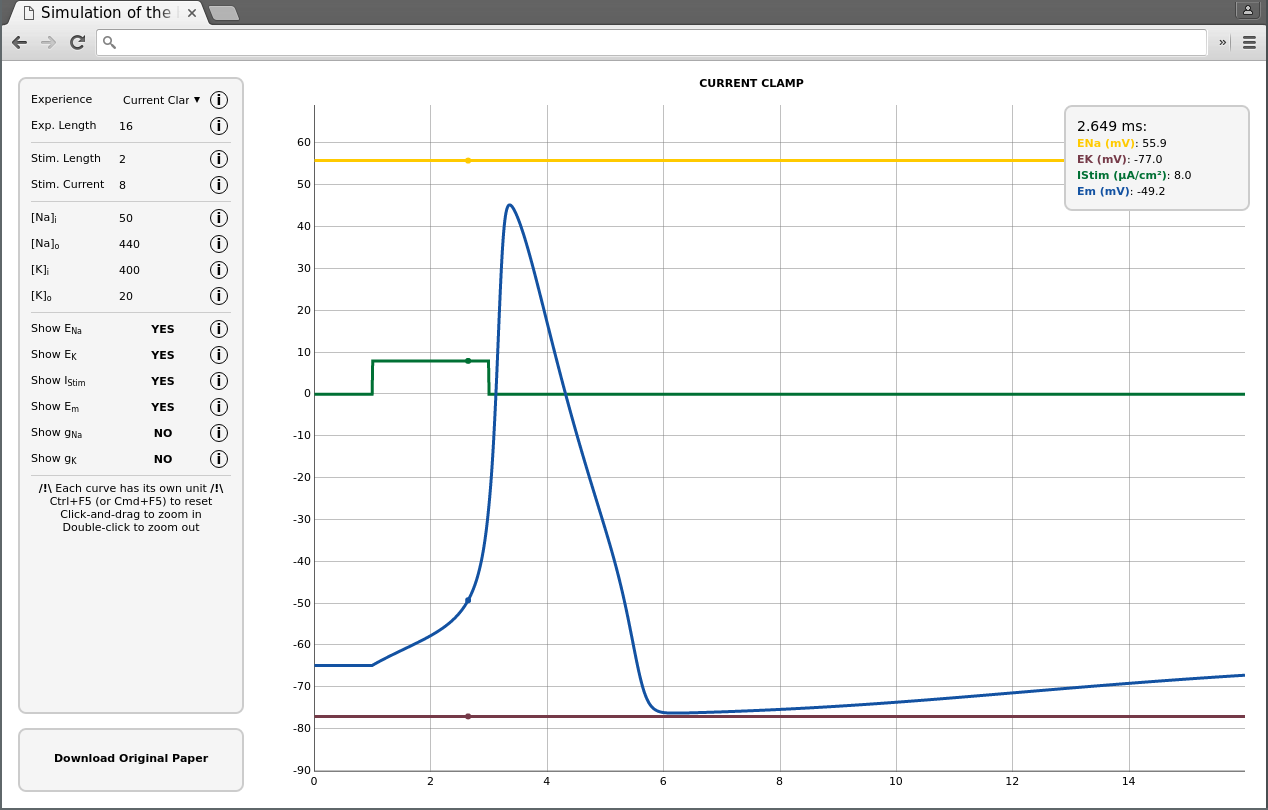 Simulation of the
»
Experience Current Clar ▼ i
Exp. Length 16 i
Stim. Length 2 i
Stim. Current 8 i
[Na]i 50 i
[Na]o 440 i
[K]i 400 i
[K]o 20 i
Show ENa YES i
Show EK YES i
Show IStim YES i
Show Em YES i
Show gNa NO i
Show gK NO i
/!\ Each curve has its own unit /!\
Ctrl+F5 (or Cmd+F5) to reset
Click-and-drag to zoom in
Double-click to zoom out
Download Original Paper
CURRENT CLAMP
2.649 ms:
ENa (mV): 55.9
EK (mV): -77.0
IStim (µA/cm²): 8.0
Em (mV): -49.2
60
50
40
30
20
10
0
-10
-20
-30
-40
-50
-60
-70
-80
-90
0 2 4 6 8 10 12 14